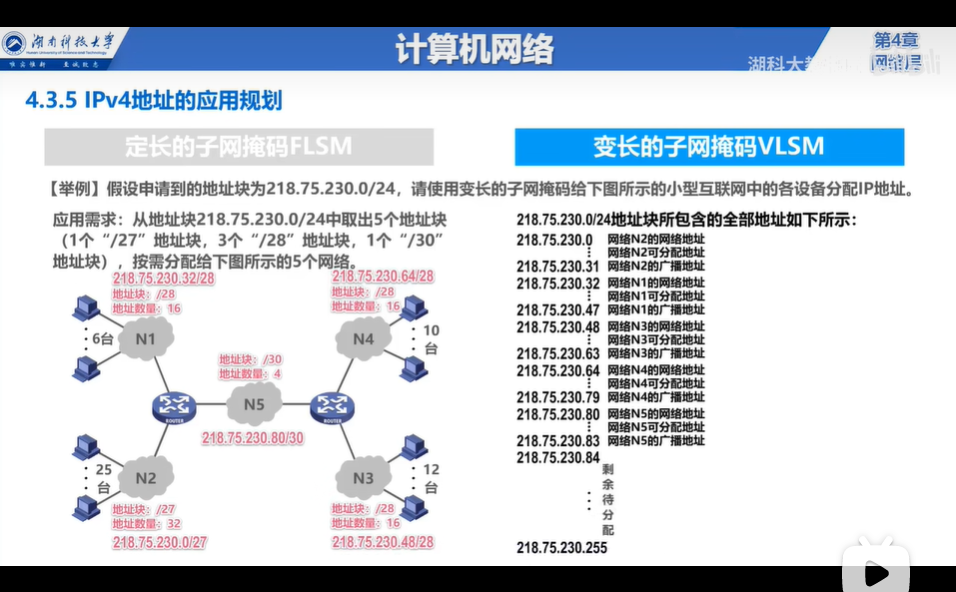 湖南科技大学
Hunan University of Science and Technology
唯实惟新 至诚致志
计算机网络
第4章
网络层
湖科大教
4.3.5 IPv4地址的应用规划
定长的子网掩码FLSM
变长的子网掩码VLSM
【举例】假设申请到的地址块为218.75.230.0/24，请使用变长的子网掩码给下图所示的小型互联网中的各设备分配IP地址。
应用需求：从地址块218.75.230.0/24中取出5个地址块
（1个“/27”地址块，3个“/28”地址块，1个“/30”
地址块），按需分配给下图所示的5个网络。
218.75.230.32/28
地址块：/28
地址数量：16
6台
N1
218.75.230.64/28
地址块：/28
地址数量：16
N4
10
台
地址块：/30
地址数量：4
N5
218.75.230.80/30
ROUTER
ROUTER
25
台
N2
地址块：/27
地址数量：32
218.75.230.0/27
N3
12
台
地址块：/28
地址数量：16
218.75.230.48/28
218.75.230.0/24地址块所包含的全部地址如下所示：
218.75.230.0 网络N2的网络地址
网络N2可分配地址
218.75.230.31 网络N2的广播地址
218.75.230.32 网络N1的网络地址
网络N1可分配地址
218.75.230.47 网络N1的广播地址
218.75.230.48 网络N3的网络地址
网络N3可分配地址
218.75.230.63 网络N3的广播地址
218.75.230.64 网络N4的网络地址
网络N4可分配地址
218.75.230.79 网络N4的广播地址
218.75.230.80 网络N5的网络地址
网络N5可分配地址
218.75.230.83 网络N5的广播地址
218.75.230.84
剩
余
待
分
配
218.75.230.255